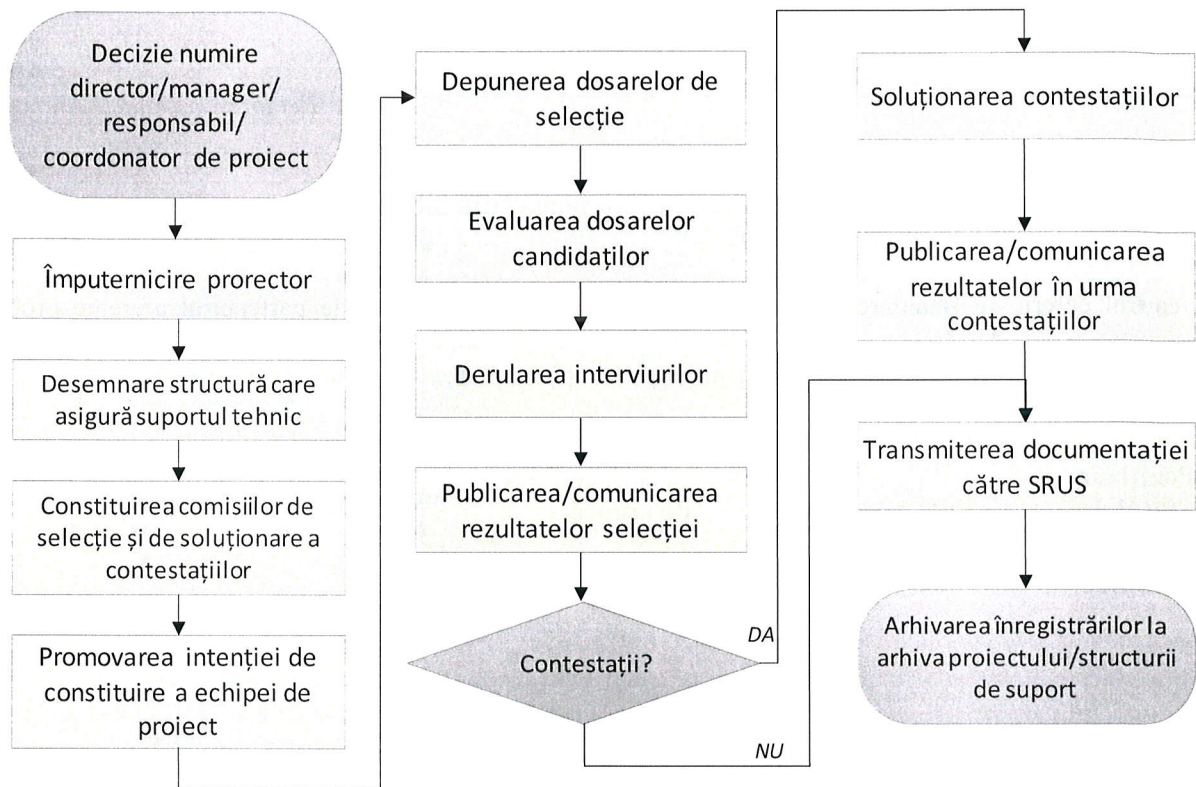 Decizie numire
director/manager/
responsabil/
coordonator de proiect
Împuternicire prorector
Desemnare structură care
asigură suportul tehnic
Constituirea comisiilor de
selecție și de soluționare a
contestațiilor
Promovarea intenției de
constituire a echipei de
proiect
Depunerea dosarelor de
selecție
Evaluarea dosarelor
candidaților
Derularea interviurilor
Publicarea/comunicarea
rezultatelor selecției
Contestații?
DA
NU
Soluționarea contestațiilor
Publicarea/comunicarea
rezultatelor în urma
contestațiilor
Transmiterea documentației
către SRUS
Arhivarea înregistrărilor la
arhiva proiectului/structurii
de suport